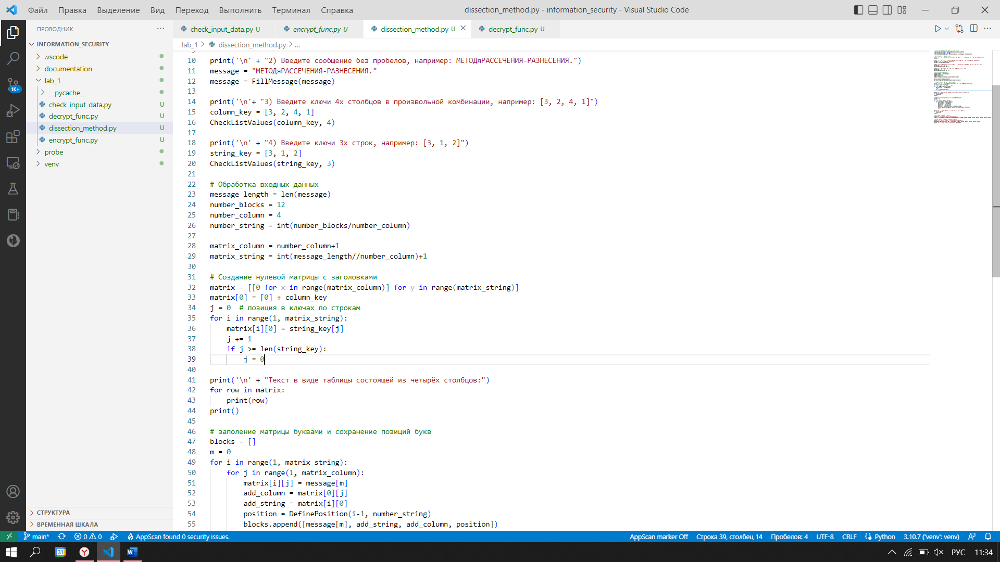 Файл Правка Выделение Вид Переход Выполнить Терминал Справка
dissection_method.py - information_security - Visual Studio Code
ПРОВОДНИК
check_input_data.py U
encrypt_func.py U
dissection_method.py U
decrypt_func.py U
lab_1 > dissection_method.py > ...
INFORMATION_SECURITY
.vscode
documentation
lab_1
__pycache__
check_input_data.py U
decrypt_func.py U
dissection_method.py U
encrypt_func.py U
probe
venv
1K+
СТРУКТУРА
ВРЕМЕННАЯ ШКАЛА
10 print('\n' + "2) Введите сообщение без пробелов, например: МЕТОДяРАССЕЧЕНИЯ-РАЗНЕСЕНИЯ.")
11 message = "МЕТОДяРАССЕЧЕНИЯ-РАЗНЕСЕНИЯ."
12 message = FillMessage(message)
13
14 print('\n'+ "3) Введите ключи 4х столбцов в произвольной комбинации, например: [3, 2, 4, 1]")
15 column_key = [3, 2, 4, 1]
16 CheckListValues(column_key, 4)
17
18 print('\n' + "4) Введите ключи 3х строк, например: [3, 1, 2]")
19 string_key = [3, 1, 2]
20 CheckListValues(string_key, 3)
21
22 # Обработка входных данных
23 message_length = len(message)
24 number_blocks = 12
25 number_column = 4
26 number_string = int(number_blocks/number_column)
27
28 matrix_column = number_column+1
29 matrix_string = int(message_length//number_column)+1
30
31 # Создание нулевой матрицы с заголовками
32 matrix = [[0 for x in range(matrix_column)] for y in range(matrix_string)]
33 matrix[0] = [0] + column_key
34 j = 0  # позиция в ключах по строкам
35 for i in range(1, matrix_string):
36     matrix[i][0] = string_key[j]
37     j += 1
38     if j >= len(string_key):
39         j = 0
40
41 print('\n' + "Текст в виде таблицы состоящей из четырёх столбцов:")
42 for row in matrix:
43     print(row)
44 print()
45
46 # заполение матрицы буквами и сохранение позиций букв
47 blocks = []
48 m = 0
49 for i in range(1, matrix_string):
50     for j in range(1, matrix_column):
51         matrix[i][j] = message[m]
52         add_column = matrix[0][j]
53         add_string = matrix[i][0]
54         position = DefinePosition(i-1, number_string)
55         blocks.append([message[m], add_string, add_column, position])
main* 0 0 AppScan found 0 security issues. AppScan marker Off Строка 39, столбец 14 Пробелов: 4 UTF-8 CRLF Python 3.10.7 ('venv': venv)
31 РУС 11:34